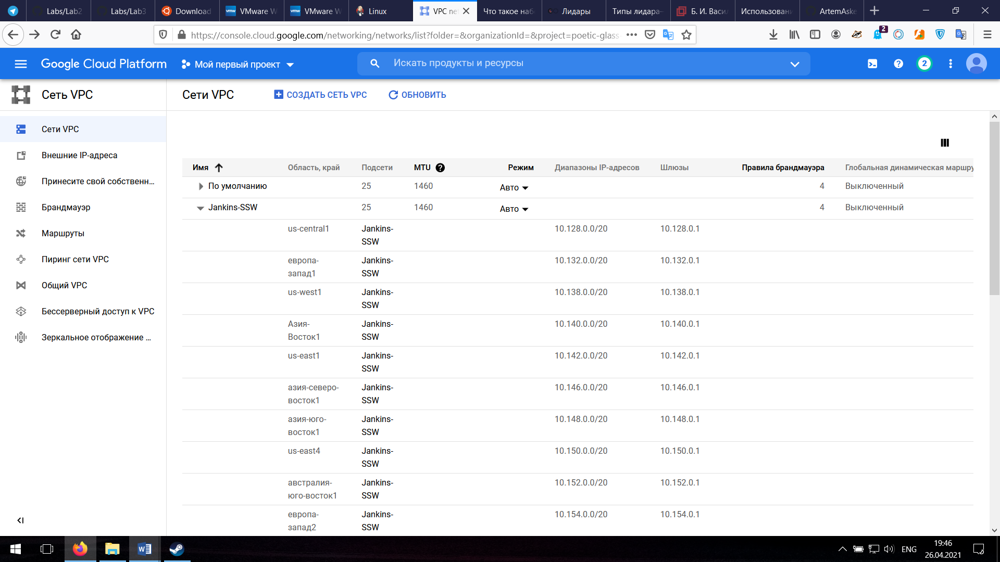 Labs/Lab2
Labs/Lab3
Download
VMware W
VMware W
Linux
VPC ne
Что такое наб
Лидары
Типы лидара–
Б. И. Васил
Использовани
ArtemAske
https://console.cloud.google.com/networking/networks/list?folder=&organizationId=&project=poetic-glass
2
Google Cloud Platform
Мой первый проект
Искать продукты и ресурсы
2
Сеть VPC
Сети VPC
СОЗДАТЬ СЕТЬ VPC
ОБНОВИТЬ
Сети VPC
Внешние IP-адреса
Принесите свой собственн...
Брандмауэр
Маршруты
Пиринг сети VPC
Общий VPC
Бессерверный доступ к VPC
Зеркальное отображение ...
Имя Область, край Подсети MTU Режим Диапазоны IP-адресов Шлюзы Правила брандмауэра Глобальная динамическая маршру
По умолчанию 25 1460 Авто 4 Выключенный
Jankins-SSW 25 1460 Авто 4 Выключенный
us-central1 Jankins- 10.128.0.0/20 10.128.0.1
SSW
европа- Jankins- 10.132.0.0/20 10.132.0.1
запад1 SSW
us-west1 Jankins- 10.138.0.0/20 10.138.0.1
SSW
Азия- Jankins- 10.140.0.0/20 10.140.0.1
Восток1 SSW
us-east1 Jankins- 10.142.0.0/20 10.142.0.1
SSW
азия-северо- Jankins- 10.146.0.0/20 10.146.0.1
восток1 SSW
азия-юго- Jankins- 10.148.0.0/20 10.148.0.1
восток1 SSW
us-east4 Jankins- 10.150.0.0/20 10.150.0.1
SSW
австралия- Jankins- 10.152.0.0/20 10.152.0.1
юго-восток1 SSW
европа- Jankins- 10.154.0.0/20 10.154.0.1
запад2 SSW
ENG
19:46
26.04.2021